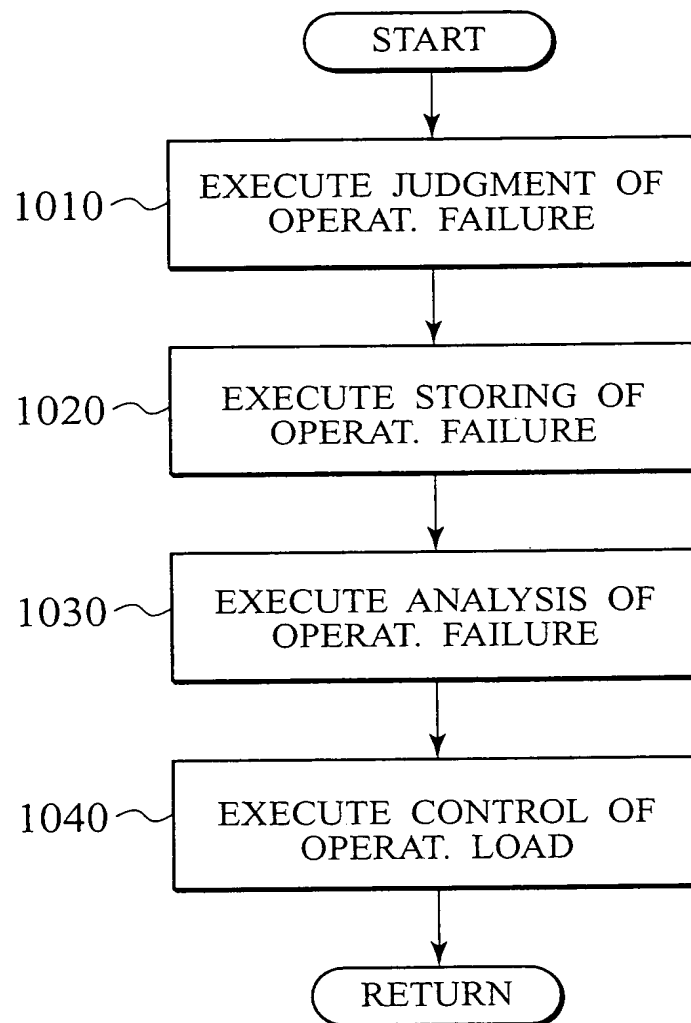 START
1010
EXECUTE JUDGMENT OF
OPERAT. FAILURE
1020
EXECUTE STORING OF
OPERAT. FAILURE
1030
EXECUTE ANALYSIS OF
OPERAT. FAILURE
1040
EXECUTE CONTROL OF
OPERAT. LOAD
RETURN